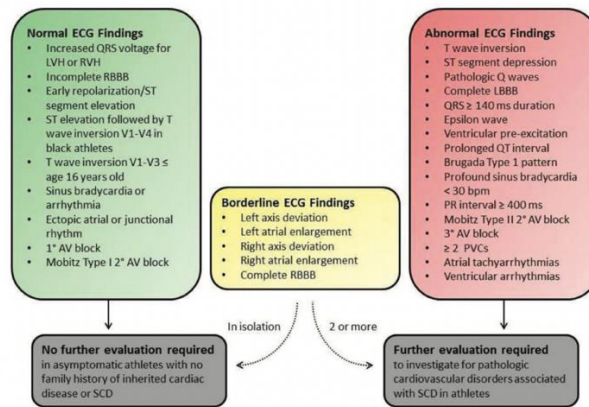 Normal ECG Findings
• Increased QRS voltage for
LVH or RVH
• Incomplete RBBB
• Early repolarization/ST
segment elevation
• ST elevation followed by T
wave inversion V1-V4 in
black athletes
• T wave inversion V1-V3 ≤
age 16 years old
• Sinus bradycardia or
arrhythmia
• Ectopic atrial or junctional
rhythm
• 1° AV block
• Mobitz Type I 2° AV block
Borderline ECG Findings
• Left axis deviation
• Left atrial enlargement
• Right axis deviation
• Right atrial enlargement
• Complete RBBB
Abnormal ECG Findings
• T wave inversion
• ST segment depression
• Pathologic Q waves
• Complete LBBB
• QRS ≥ 140 ms duration
• Epsilon wave
• Ventricular pre-excitation
• Prolonged QT interval
• Brugada Type 1 pattern
• Profound sinus bradycardia
< 30 bpm
• PR interval ≥ 400 ms
• Mobitz Type II 2° AV block
• 3° AV block
• ≥ 2 PVCs
• Atrial tachyarrhythmias
• Ventricular arrhythmias
In isolation
2 or more
No further evaluation required
in asymptomatic athletes with no
family history of inherited cardiac
disease or SCD
Further evaluation required
to investigate for pathologic
cardiovascular disorders associated
with SCD in athletes